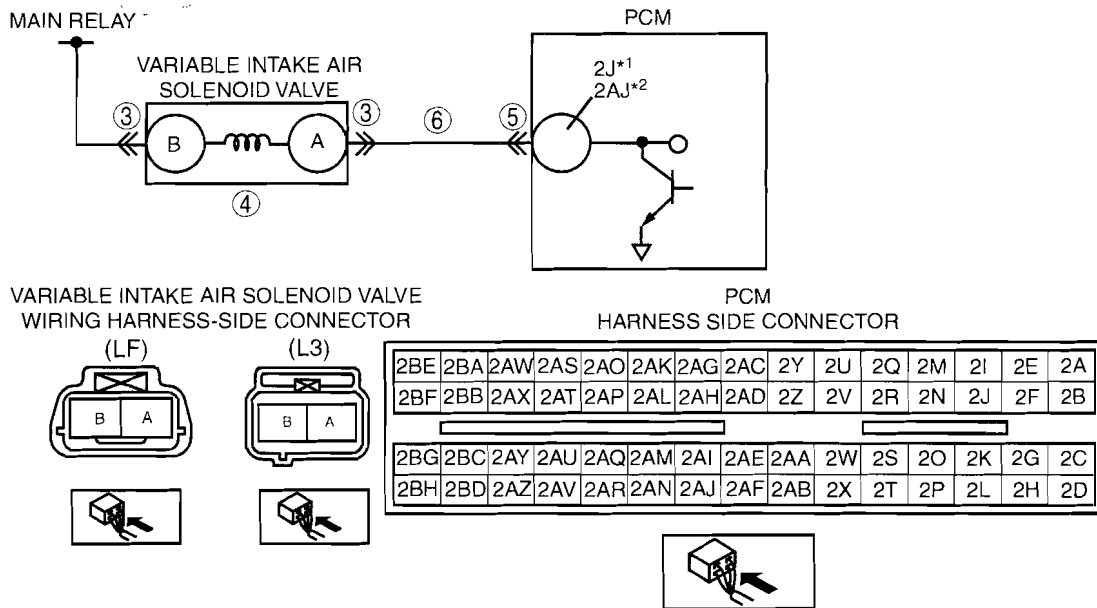 MAIN RELAY
PCM
VARIABLE INTAKE AIR
SOLENOID VALVE
2J*1
2AJ*2
③ B A ③ ⑥ ⑤
④
VARIABLE INTAKE AIR SOLENOID VALVE
WIRING HARNESS-SIDE CONNECTOR
(LF) (L3)
B A
B A
PCM
HARNESS SIDE CONNECTOR
2BE 2BA 2AW 2AS 2AO 2AK 2AG 2AC 2Y 2U 2Q 2M 2I 2E 2A
2BF 2BB 2AX 2AT 2AP 2AL 2AH 2AD 2Z 2V 2R 2N 2J 2F 2B
2BG 2BC 2AY 2AU 2AQ 2AM 2AI 2AE 2AA 2W 2S 2O 2K 2G 2C
2BH 2BD 2AZ 2AV 2AR 2AN 2AJ 2AF 2AB 2X 2T 2P 2L 2H 2D